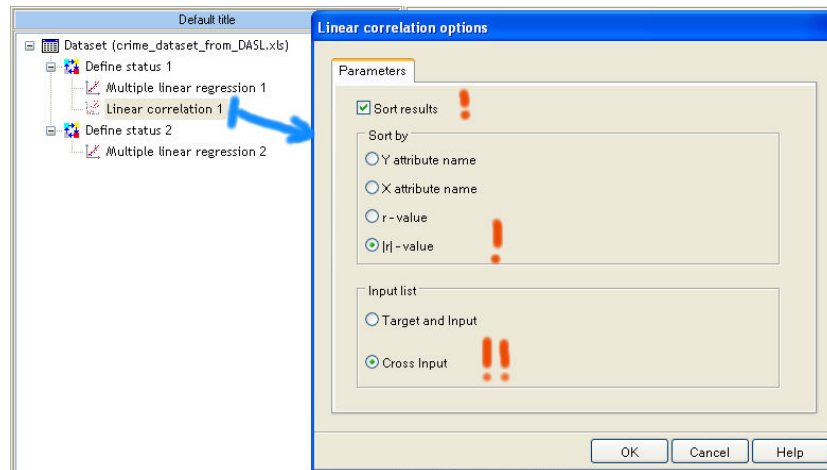 Default title
Dataset (crime_dataset_from_DASL.xls)
Define status 1
Multiple linear regression 1
Linear correlation 1
Define status 2
Multiple linear regression 2
Linear correlation options
Parameters
Sort results !
Sort by
Y attribute name
X attribute name
r - value
|r| - value !
Input list
Target and Input
Cross Input !!
OK Cancel Help